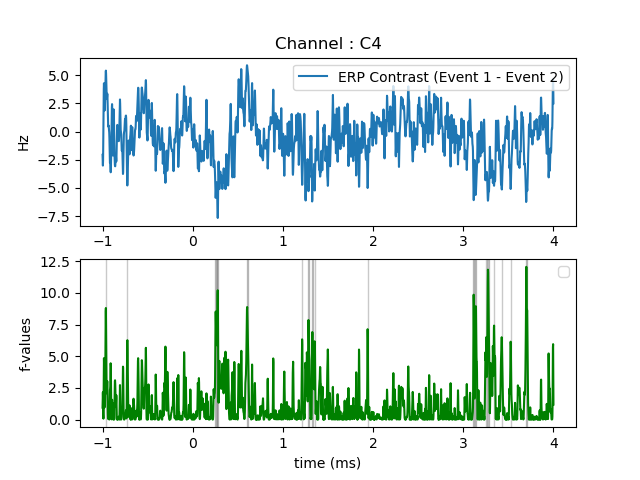 Channel : C4
ERP Contrast (Event 1 - Event 2)
5.0
2.5
0.0
−2.5
−5.0
−7.5
Hz
−1 0 1 2 3 4
12.5
10.0
7.5
5.0
2.5
0.0
f-values
−1 0 1 2 3 4
time (ms)